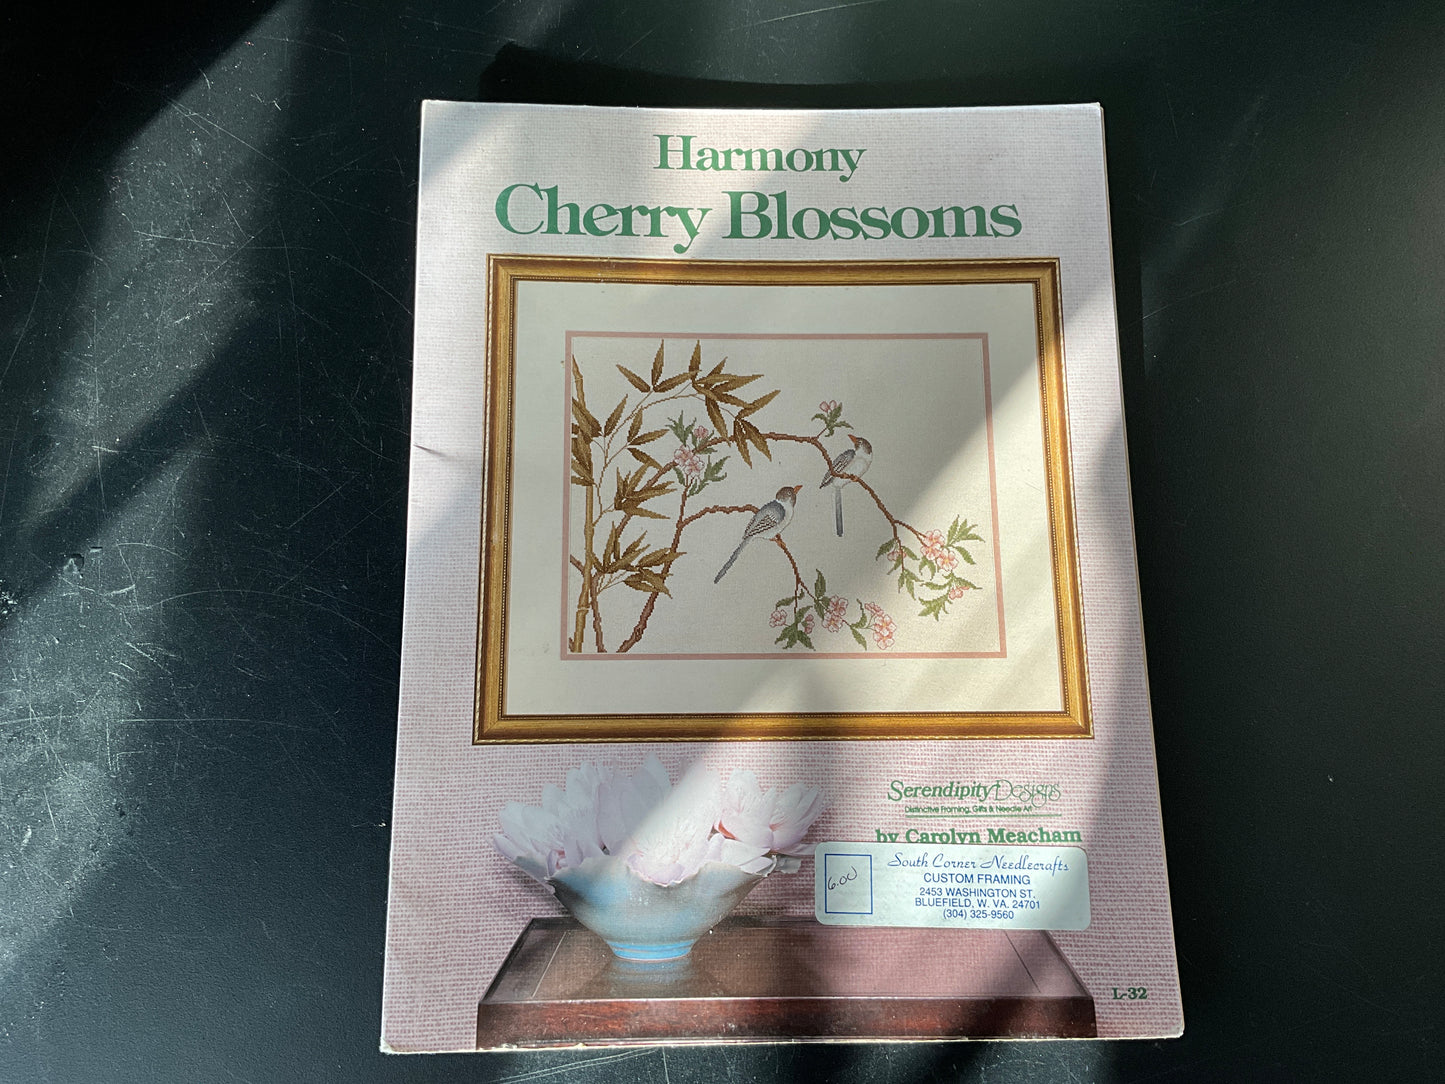 Harmony
Cherry Blossoms
Serendipity Designs
Distinctive Framing, Gifts & Needle Art
by Carolyn Meacham
South Corner Needlecrafts
CUSTOM FRAMING
6.00
2453 WASHINGTON ST.
BLUEFIELD, W. VA. 24701
(304) 325-9560
L-32